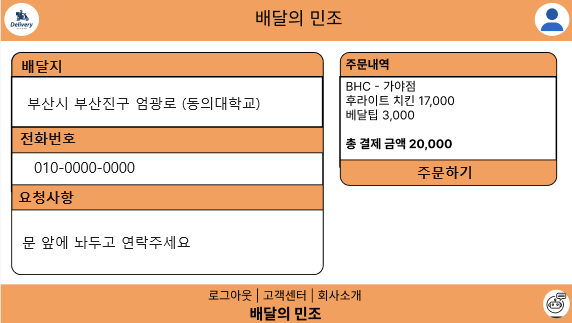 Delivery
배달의 민조
배달지
부산시 부산진구 엄광로 (동의대학교)
전화번호
010-0000-0000
요청사항
문 앞에 놔두고 연락주세요
주문내역
BHC - 가야점
후라이트 치킨 17,000
베달팁 3,000
총 결제 금액 20,000
주문하기
로그아웃 | 고객센터 | 회사소개
배달의 민조